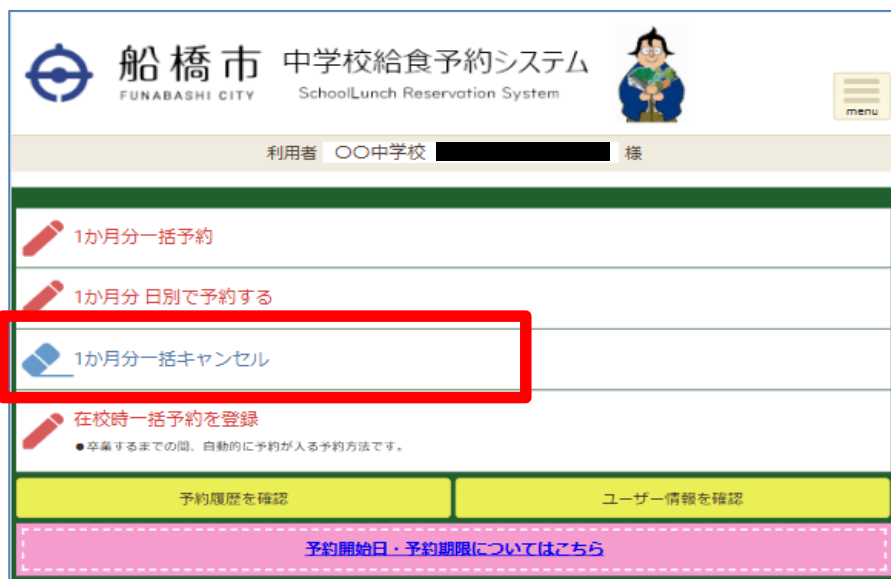 船橋市 中学校給食予約システム
FUNABASHI CITY SchoolLunch Reservation System
menu
利用者 〇〇中学校 様
1か月分一括予約
1か月分 日別で予約する
1か月分一括キャンセル
在校時一括予約を登録
●卒業するまでの間、自動的に予約が入る予約方法です。
予約履歴を確認 ユーザー情報を確認
予約開始日・予約期限についてはこちら